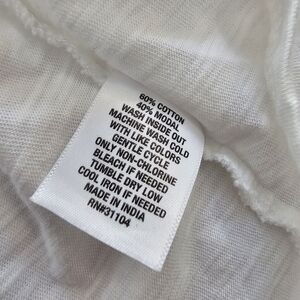 60% COTTON
40% MODAL
WASH INSIDE OUT
MACHINE WASH COLD
WITH LIKE COLORS
GENTLE CYCLE
ONLY NON-CHLORINE
BLEACH IF NEEDED
TUMBLE DRY LOW
COOL IRON IF NEEDED
MADE IN INDIA
RN#31104